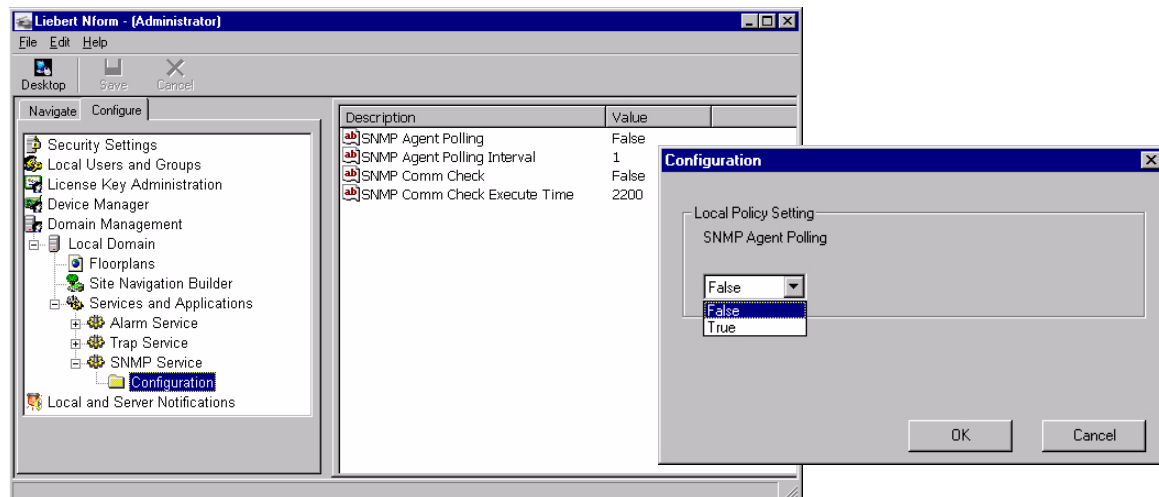 Liebert Nform - (Administrator)
File Edit Help
Desktop Save Cancel
Navigate Configure
Security Settings
Local Users and Groups
License Key Administration
Device Manager
Domain Management
Local Domain
Floorplans
Site Navigation Builder
Services and Applications
Alarm Service
Trap Service
SNMP Service
Configuration
Local and Server Notifications
Description Value
SNMP Agent Polling False
SNMP Agent Polling Interval 1
SNMP Comm Check False
SNMP Comm Check Execute Time 2200
Configuration
Local Policy Setting
SNMP Agent Polling
False
False
True
OK Cancel